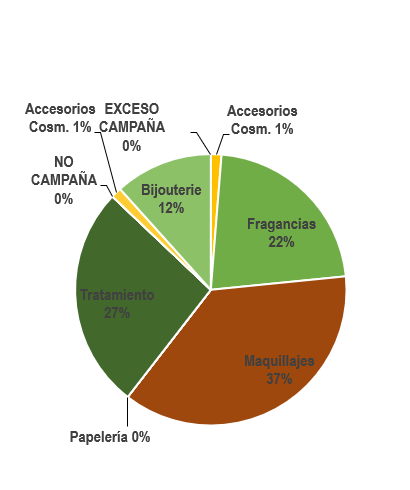 Accesorios
Cosm. 1%
EXCESO
CAMPAÑA
0%
Accesorios
Cosm. 1%
NO
CAMPAÑA
0%
Bijouterie
12%
Fragancias
22%
Tratamiento
27%
Maquillajes
37%
Papelería 0%